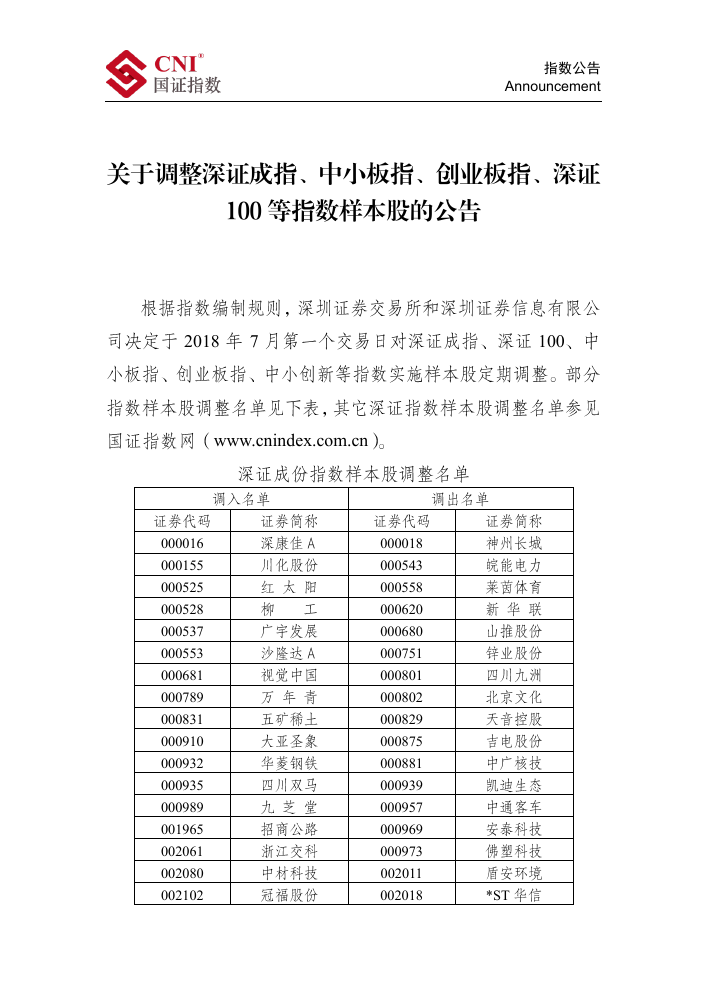 CNI®
国证指数
指数公告
Announcement
关于调整深证成指、中小板指、创业板指、深证
100 等指数样本股的公告
根据指数编制规则，深圳证券交易所和深圳证券信息有限公
司决定于 2018 年 7 月第一个交易日对深证成指、深证 100、中
小板指、创业板指、中小创新等指数实施样本股定期调整。部分
指数样本股调整名单见下表，其它深证指数样本股调整名单参见
国证指数网（www.cnindex.com.cn）。
深证成份指数样本股调整名单
调入名单 调出名单
证券代码 证券简称 证券代码 证券简称
000016 深康佳A 000018 神州长城
000155 川化股份 000543 皖能电力
000525 红 太 阳 000558 莱茵体育
000528 柳 工 000620 新 华 联
000537 广宇发展 000680 山推股份
000553 沙隆达A 000751 锌业股份
000681 视觉中国 000801 四川九洲
000789 万 年 青 000802 北京文化
000831 五矿稀土 000829 天音控股
000910 大亚圣象 000875 吉电股份
000932 华菱钢铁 000881 中广核技
000935 四川双马 000939 凯迪生态
000989 九 芝 堂 000957 中通客车
001965 招商公路 000969 安泰科技
002061 浙江交科 000973 佛塑科技
002080 中材科技 002011 盾安环境
002102 冠福股份 002018 *ST 华信